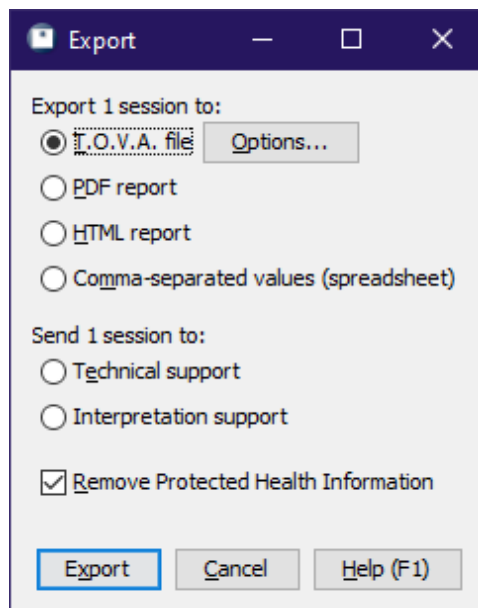 Export
Export 1 session to:
T.O.V.A. file Options...
PDF report
HTML report
Comma-separated values (spreadsheet)
Send 1 session to:
Technical support
Interpretation support
Remove Protected Health Information
Export Cancel Help (F1)